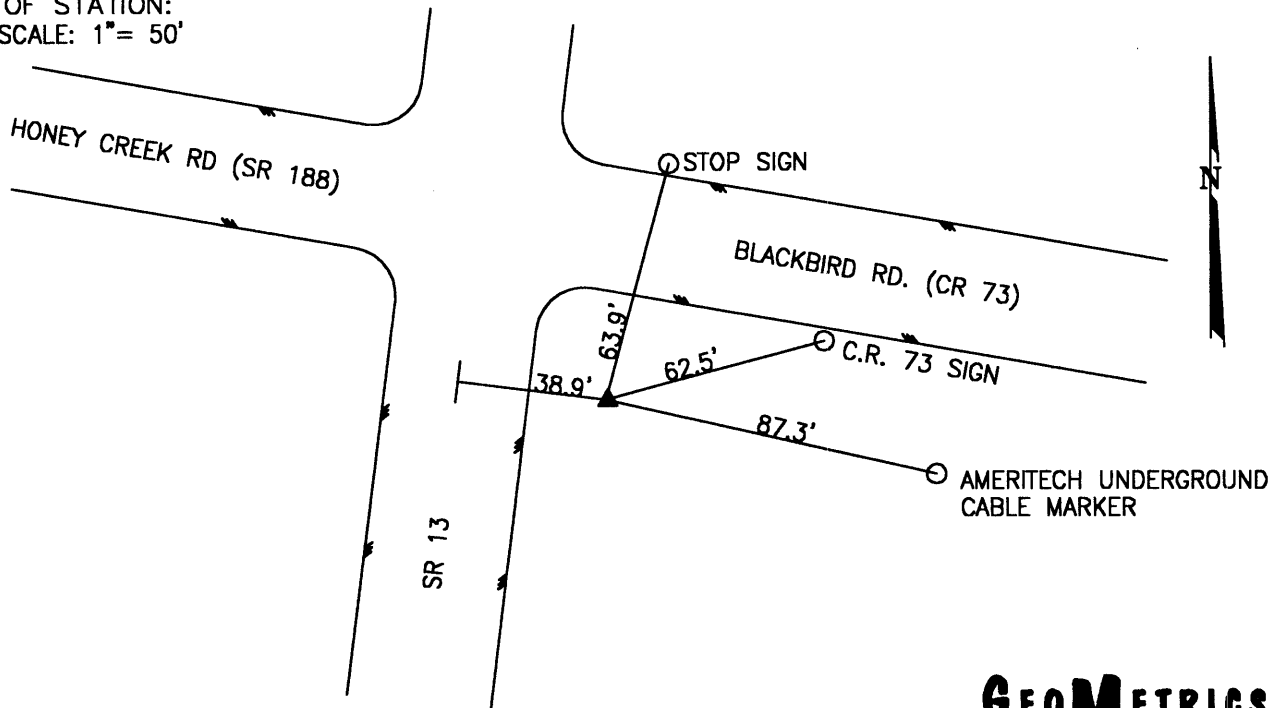 OF STATION:
SCALE: 1"= 50'
HONEY CREEK RD (SR 188)
STOP SIGN
N
BLACKBIRD RD. (CR 73)
63.9'
62.5'
C.R. 73 SIGN
38.9'
87.3'
AMERITECH UNDERGROUND
CABLE MARKER
SR 13
GEOMETRICS